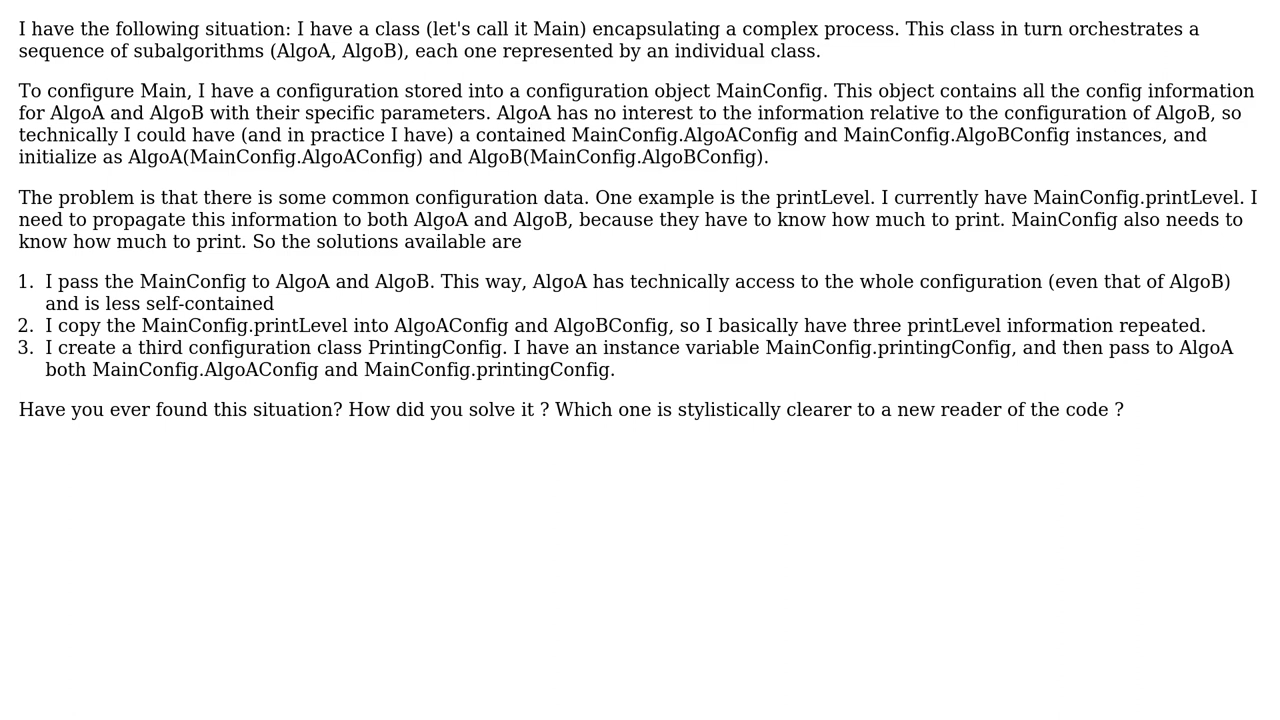 I have the following situation: I have a class (let's call it Main) encapsulating a complex process. This class in turn orchestrates a
sequence of subalgorithms (AlgoA, AlgoB), each one represented by an individual class.
To configure Main, I have a configuration stored into a configuration object MainConfig. This object contains all the config information
for AlgoA and AlgoB with their specific parameters. AlgoA has no interest to the information relative to the configuration of AlgoB, so
technically I could have (and in practice I have) a contained MainConfig.AlgoAConfig and MainConfig.AlgoBConfig instances, and
initialize as AlgoA(MainConfig.AlgoAConfig) and AlgoB(MainConfig.AlgoBConfig).
The problem is that there is some common configuration data. One example is the printLevel. I currently have MainConfig.printLevel. I
need to propagate this information to both AlgoA and AlgoB, because they have to know how much to print. MainConfig also needs to
know how much to print. So the solutions available are
1. I pass the MainConfig to AlgoA and AlgoB. This way, AlgoA has technically access to the whole configuration (even that of AlgoB)
and is less self-contained
2. I copy the MainConfig.printLevel into AlgoAConfig and AlgoBConfig, so I basically have three printLevel information repeated.
3. I create a third configuration class PrintingConfig. I have an instance variable MainConfig.printingConfig, and then pass to AlgoA
both MainConfig.AlgoAConfig and MainConfig.printingConfig.
Have you ever found this situation? How did you solve it ? Which one is stylistically clearer to a new reader of the code ?